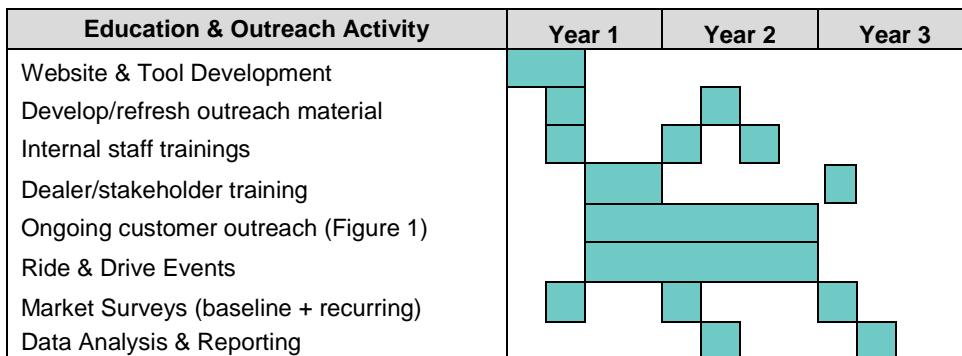 Education & Outreach Activity Year 1 Year 2 Year 3
Website & Tool Development
Develop/refresh outreach material
Internal staff trainings
Dealer/stakeholder training
Ongoing customer outreach (Figure 1)
Ride & Drive Events
Market Surveys (baseline + recurring)
Data Analysis & Reporting